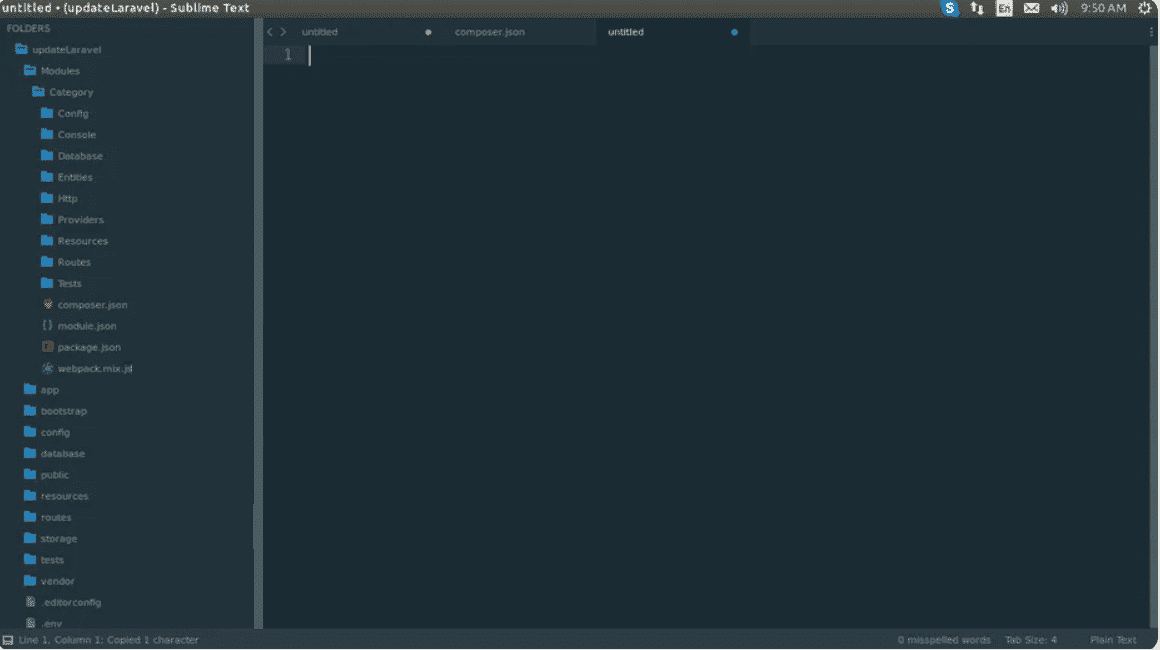 untitled • (updateLaravel) - Sublime Text
En
9:50 AM
FOLDERS
untitled
composer.json
untitled
updateLaravel
1
Modules
Category
Config
Console
Database
Entities
Http
Providers
Resources
Routes
Tests
composer.json
module.json
package.json
webpack.mix.js
app
bootstrap
config
database
public
resources
routes
storage
tests
vendor
.editorconfig
.env
Line 1, Column 1; Copied 1 character
0 misspelled words
Tab Size: 4
Plain Text